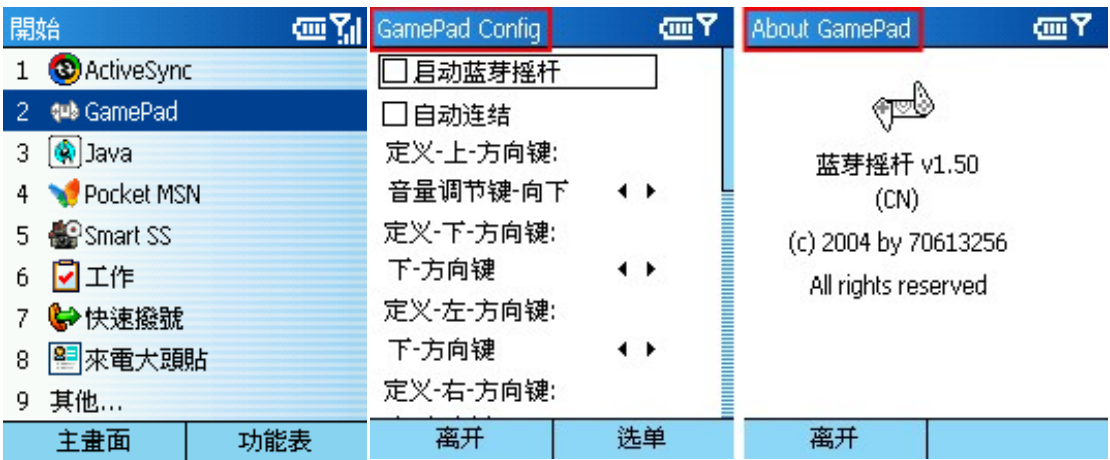 開始
1 ActiveSync
2 GamePad
3 Java
4 Pocket MSN
5 Smart SS
6 工作
7 快速撥號
8 來電大頭貼
9 其他...
主畫面 功能表
GamePad Config
启动蓝芽摇杆
自动连结
定义-上-方向键:
音量调节键-向下
定义-下-方向键:
下-方向键
定义-左-方向键:
下-方向键
定义-右-方向键:
离开 选单
About GamePad
蓝芽摇杆 v1.50
(CN)
(c) 2004 by 70613256
All rights reserved
离开